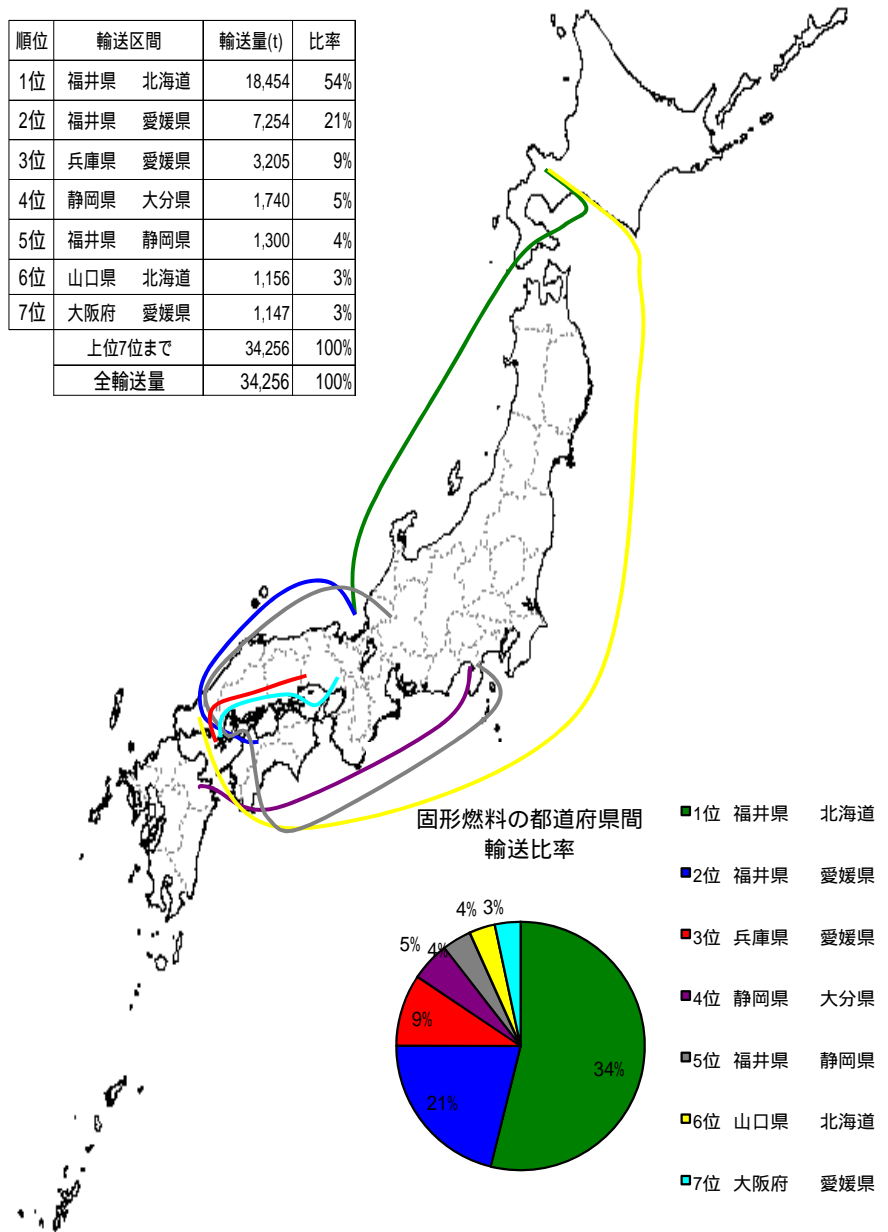 順位 輸送区間 輸送量(t) 比率
1位 福井県 北海道 18,454 54%
2位 福井県 愛媛県 7,254 21%
3位 兵庫県 愛媛県 3,205 9%
4位 静岡県 大分県 1,740 5%
5位 福井県 静岡県 1,300 4%
6位 山口県 北海道 1,156 3%
7位 大阪府 愛媛県 1,147 3%
上位7位まで 34,256 100%
全輸送量 34,256 100%
固形燃料の都道府県間
輸送比率
4% 3%
5% 4%
9%
34%
21%
1位 福井県 北海道
2位 福井県 愛媛県
3位 兵庫県 愛媛県
4位 静岡県 大分県
5位 福井県 静岡県
6位 山口県 北海道
7位 大阪府 愛媛県